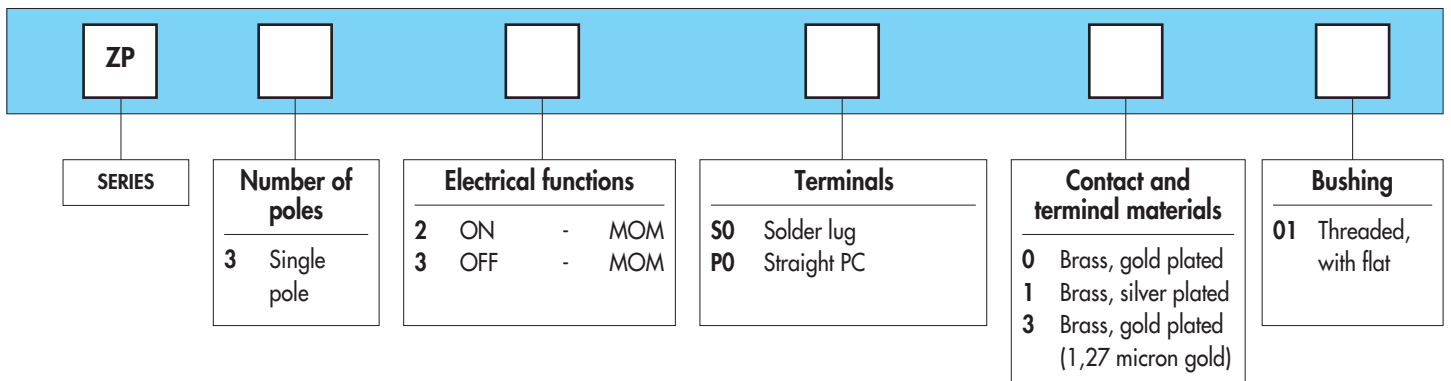 ZP
SERIES
Number of
poles
3 Single
pole
Electrical functions
2 ON - MOM
3 OFF - MOM
Terminals
S0 Solder lug
P0 Straight PC
Contact and
terminal materials
0 Brass, gold plated
1 Brass, silver plated
3 Brass, gold plated
(1,27 micron gold)
Bushing
01 Threaded,
with flat